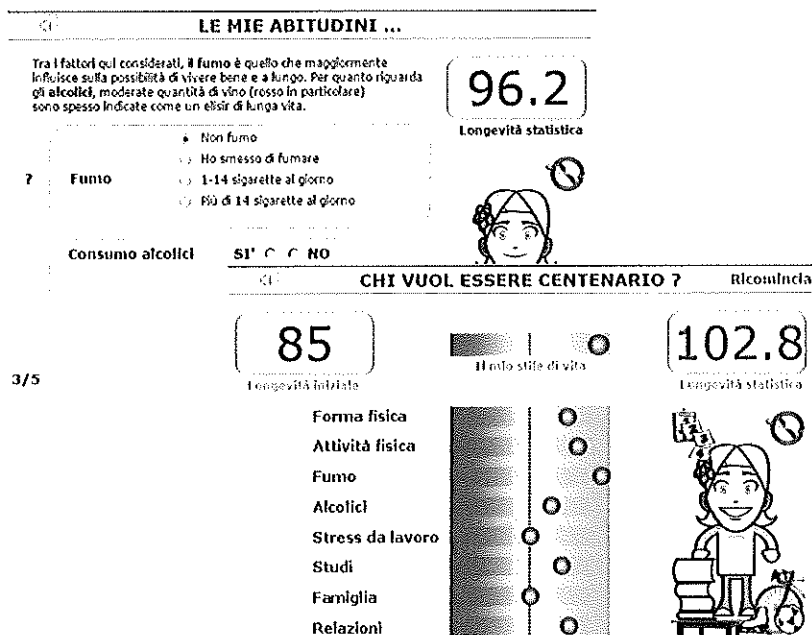 LE MIE ABITUDINI ...
Tra i fattori qui considerati, il fumo è quello che maggiormente
influisce sulla possibilità di vivere bene e a lungo. Per quanto riguarda
gli alcolici, moderate quantità di vino (rosso in particolare)
sono spesso indicate come un elisir di lunga vita.
96.2
Longevità statistica
? Fumo
Non fumo
Ho smesso di fumare
1-14 sigarette al giorno
Più di 14 sigarette al giorno
Consumo alcolici SI' NO
3/5
CHI VUOL ESSERE CENTENARIO ? Ricomincia
85
Longevità iniziale
Il mio stile di vita
102.8
Longevità statistica
Forma fisica
Attività fisica
Fumo
Alcolici
Stress da lavoro
Studi
Famiglia
Relazioni